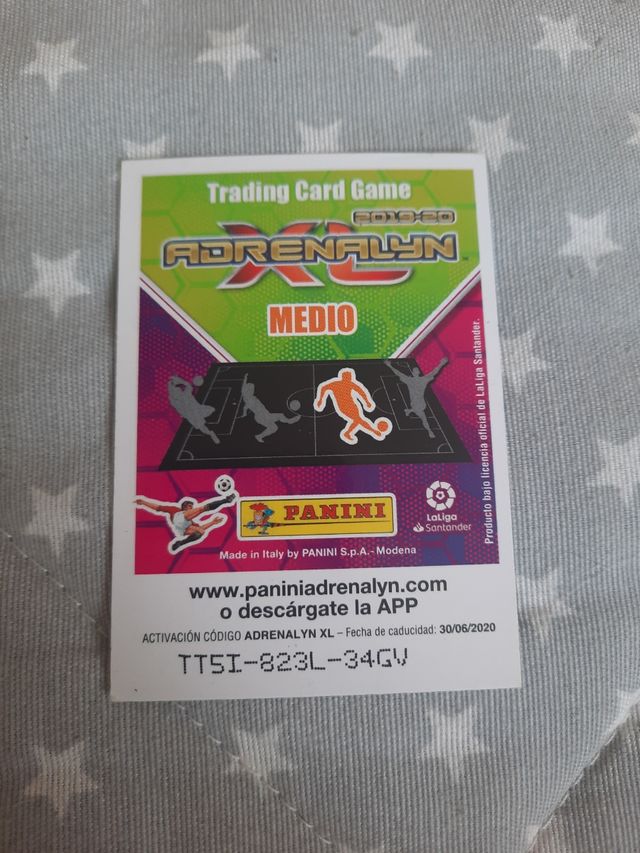 Trading Card Game
2019-20
ADRENALYN
XL
™
MEDIO
PANINI
LaLiga
Santander
Made in Italy by PANINI S.p.A. - Modena
Producto bajo licencia oficial de LaLiga Santander.
www.paniniadrenalyn.com
o descárgate la APP
ACTIVACIÓN CÓDIGO ADRENALYN XL – Fecha de caducidad: 30/06/2020
TT5I-823L-34GV